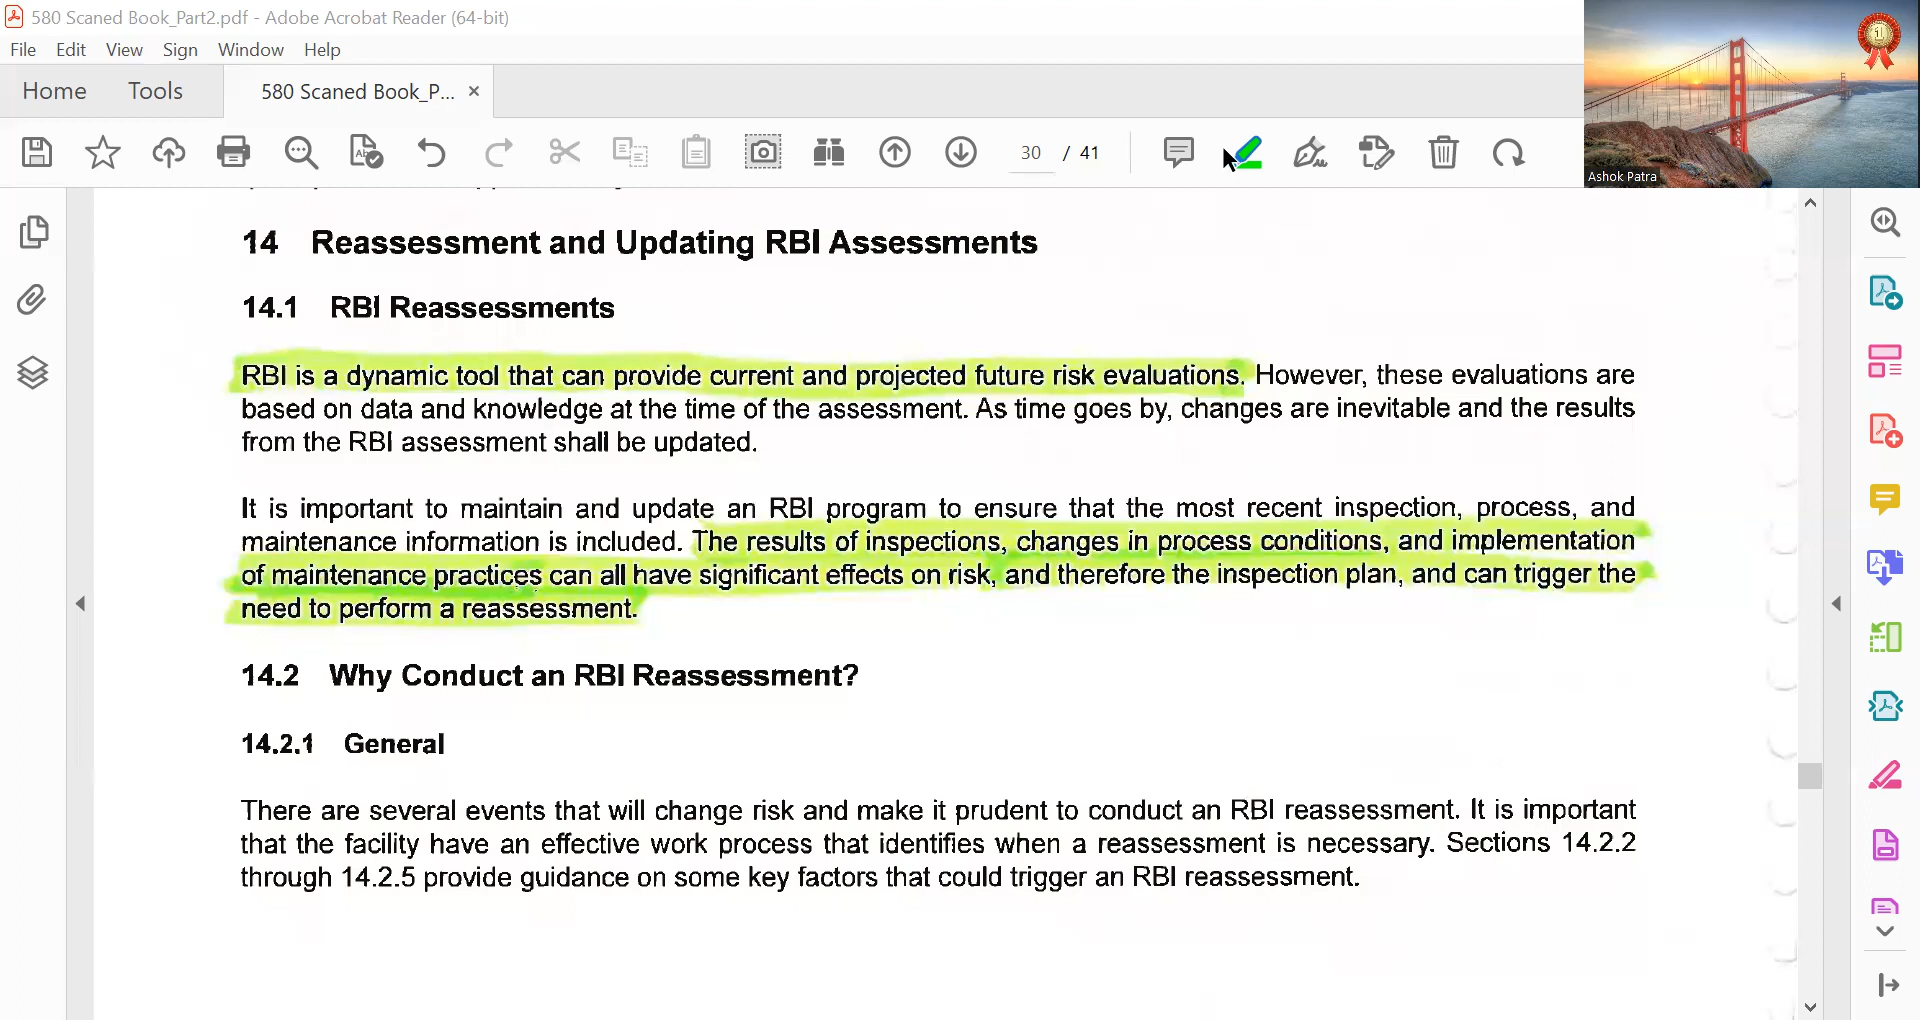 580 Scaned Book_Part2.pdf - Adobe Acrobat Reader (64-bit)
File Edit View Sign Window Help
Home Tools 580 Scaned Book_P... ×
30 / 41
Ashok Patra
14 Reassessment and Updating RBI Assessments
14.1 RBI Reassessments
RBI is a dynamic tool that can provide current and projected future risk evaluations. However, these evaluations are
based on data and knowledge at the time of the assessment. As time goes by, changes are inevitable and the results
from the RBI assessment shall be updated.
It is important to maintain and update an RBI program to ensure that the most recent inspection, process, and
maintenance information is included. The results of inspections, changes in process conditions, and implementation
of maintenance practices can all have significant effects on risk, and therefore the inspection plan, and can trigger the
need to perform a reassessment.
14.2 Why Conduct an RBI Reassessment?
14.2.1 General
There are several events that will change risk and make it prudent to conduct an RBI reassessment. It is important
that the facility have an effective work process that identifies when a reassessment is necessary. Sections 14.2.2
through 14.2.5 provide guidance on some key factors that could trigger an RBI reassessment.